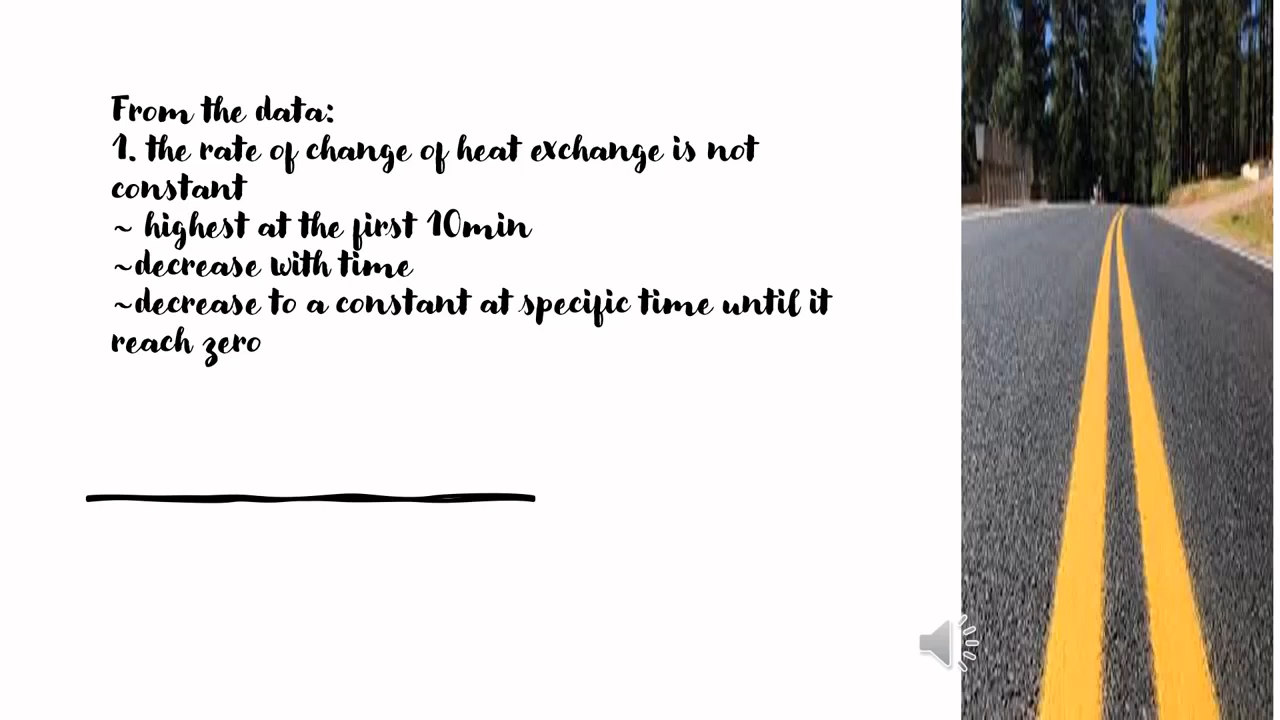 From the data:
1. the rate of change of heat exchange is not
constant
~ highest at the first 10min
~decrease with time
~decrease to a constant at specific time until it
reach zero